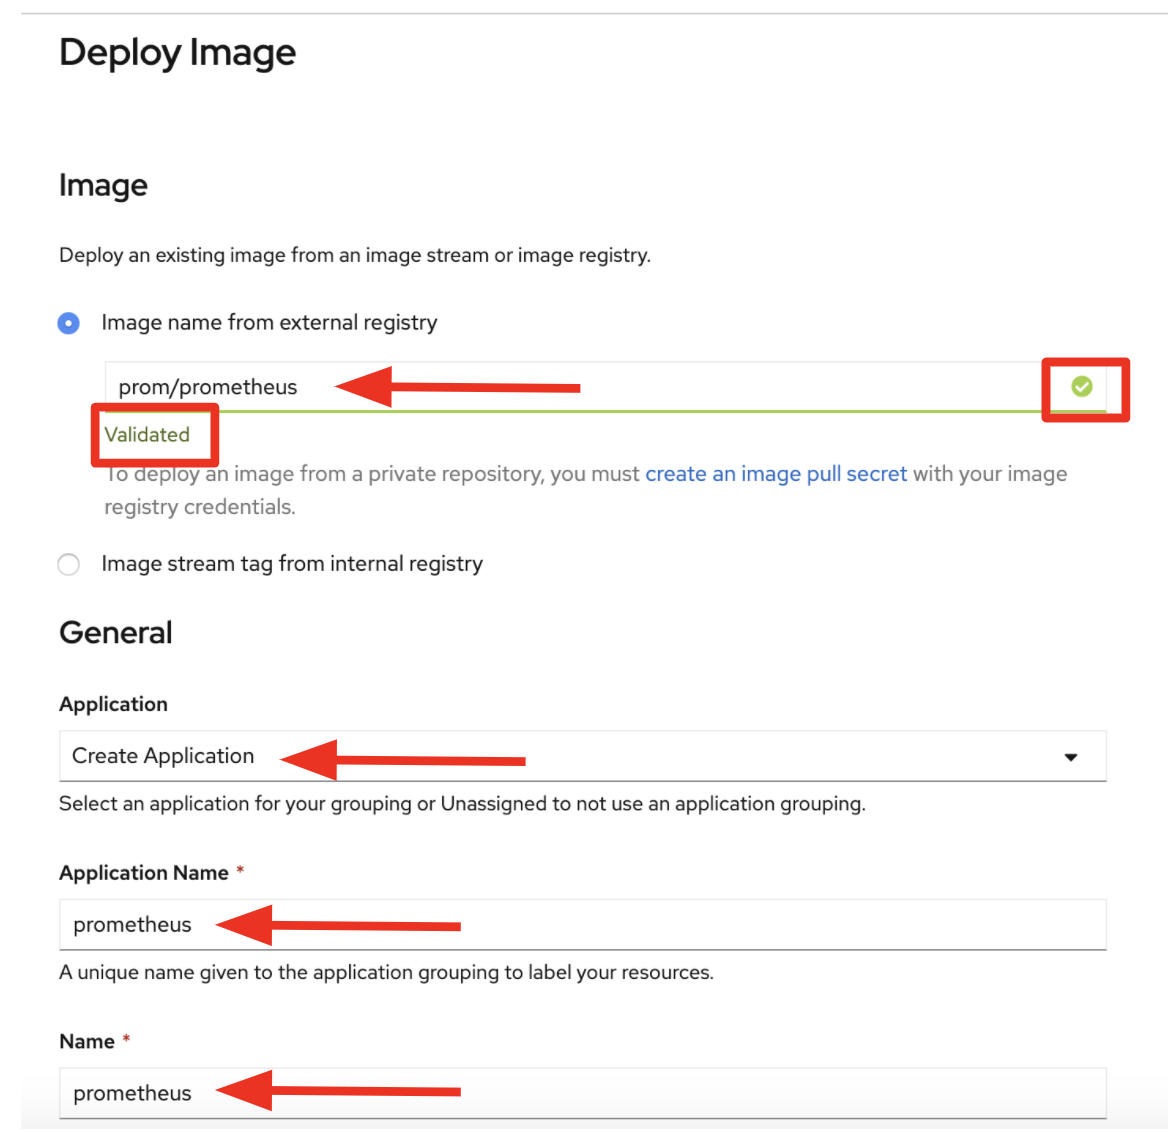 Deploy Image
Image
Deploy an existing image from an image stream or image registry.
Image name from external registry
prom/prometheus
Validated
To deploy an image from a private repository, you must create an image pull secret with your image
registry credentials.
Image stream tag from internal registry
General
Application
Create Application
Select an application for your grouping or Unassigned to not use an application grouping.
Application Name *
prometheus
A unique name given to the application grouping to label your resources.
Name *
prometheus